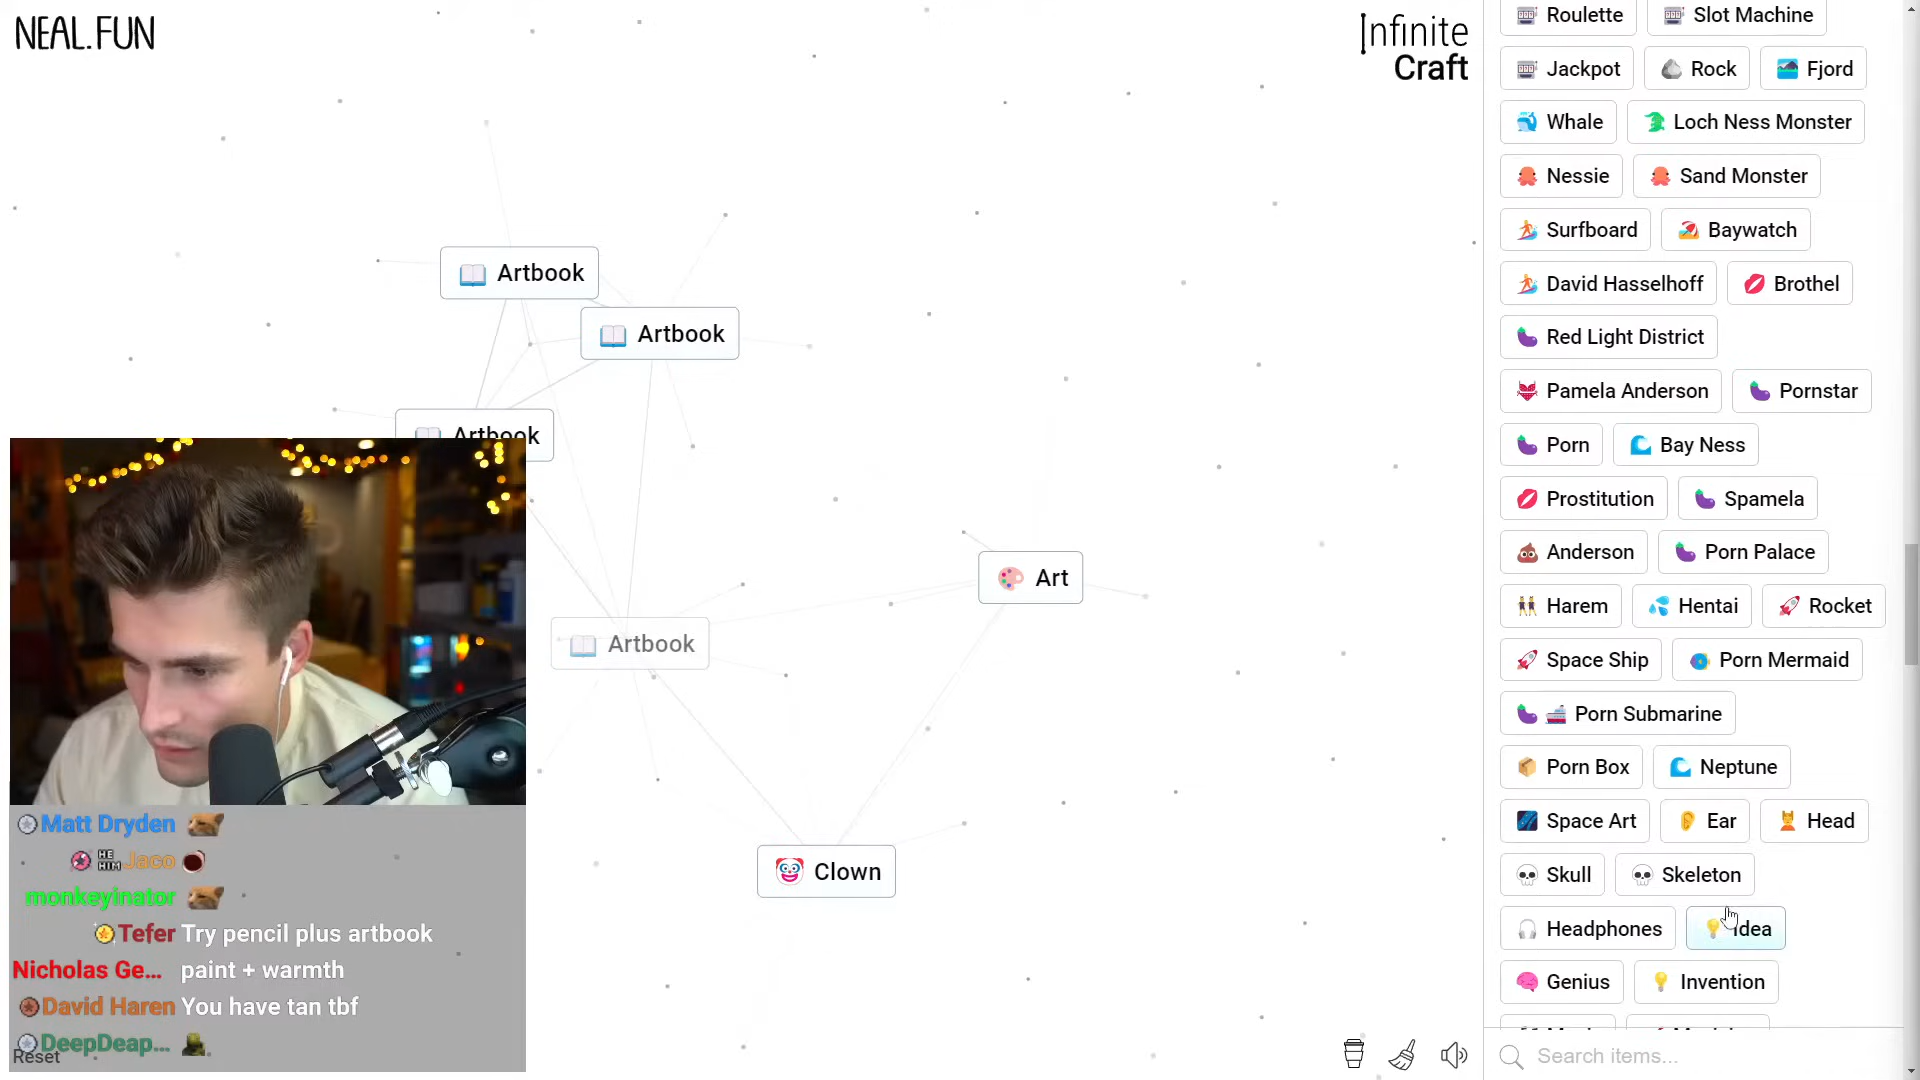 NEAL.FUN
Infinite
Craft
Artbook
Artbook
Artbook
Artbook
Art
Clown
Matt Dryden
HE
HIM
Jaco
monkeyinator
Tefer Try pencil plus artbook
Nicholas Ge... paint + warmth
David Haren You have tan tbf
DeepDeap...
Reset
Roulette Slot Machine
Jackpot Rock Fjord
Whale Loch Ness Monster
Nessie Sand Monster
Surfboard Baywatch
David Hasselhoff Brothel
Red Light District
Pamela Anderson Pornstar
Porn Bay Ness
Prostitution Spamela
Anderson Porn Palace
Harem Hentai Rocket
Space Ship Porn Mermaid
Porn Submarine
Porn Box Neptune
Space Art Ear Head
Skull Skeleton
Headphones Idea
Genius Invention
Search items...